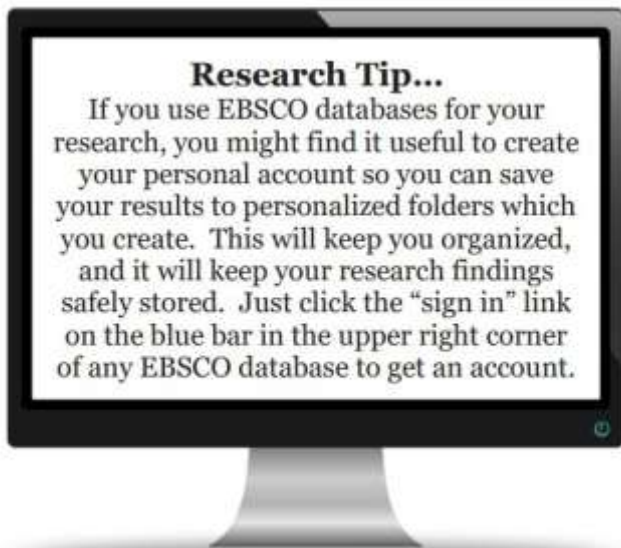 Research Tip...
If you use EBSCO databases for your
research, you might find it useful to create
your personal account so you can save
your results to personalized folders which
you create.  This will keep you organized,
and it will keep your research findings
safely stored.  Just click the “sign in” link
on the blue bar in the upper right corner
of any EBSCO database to get an account.